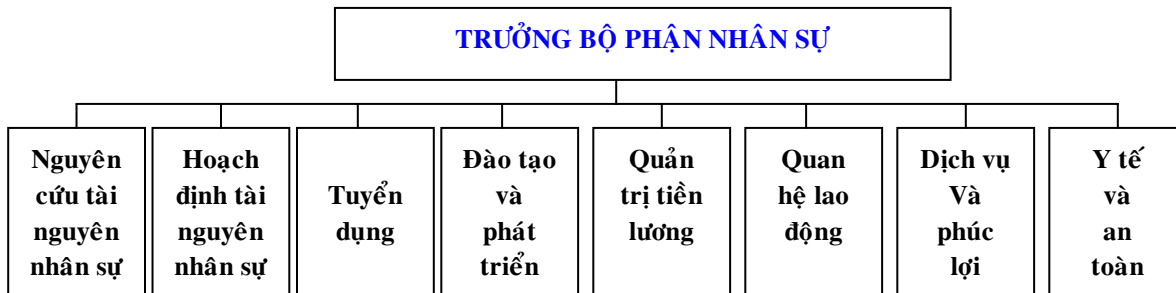 TRƯỞNG BỘ PHẬN NHÂN SỰ
Nguyên
cứu tài
nguyên
nhân sự
Hoạch
định tài
nguyên
nhân sự
Tuyển
dụng
Đào tạo
và
phát
triển
Quản
trị tiền
lương
Quan
hệ lao
động
Dịch vụ
Và
phúc
lợi
Y tế
và
an
toàn